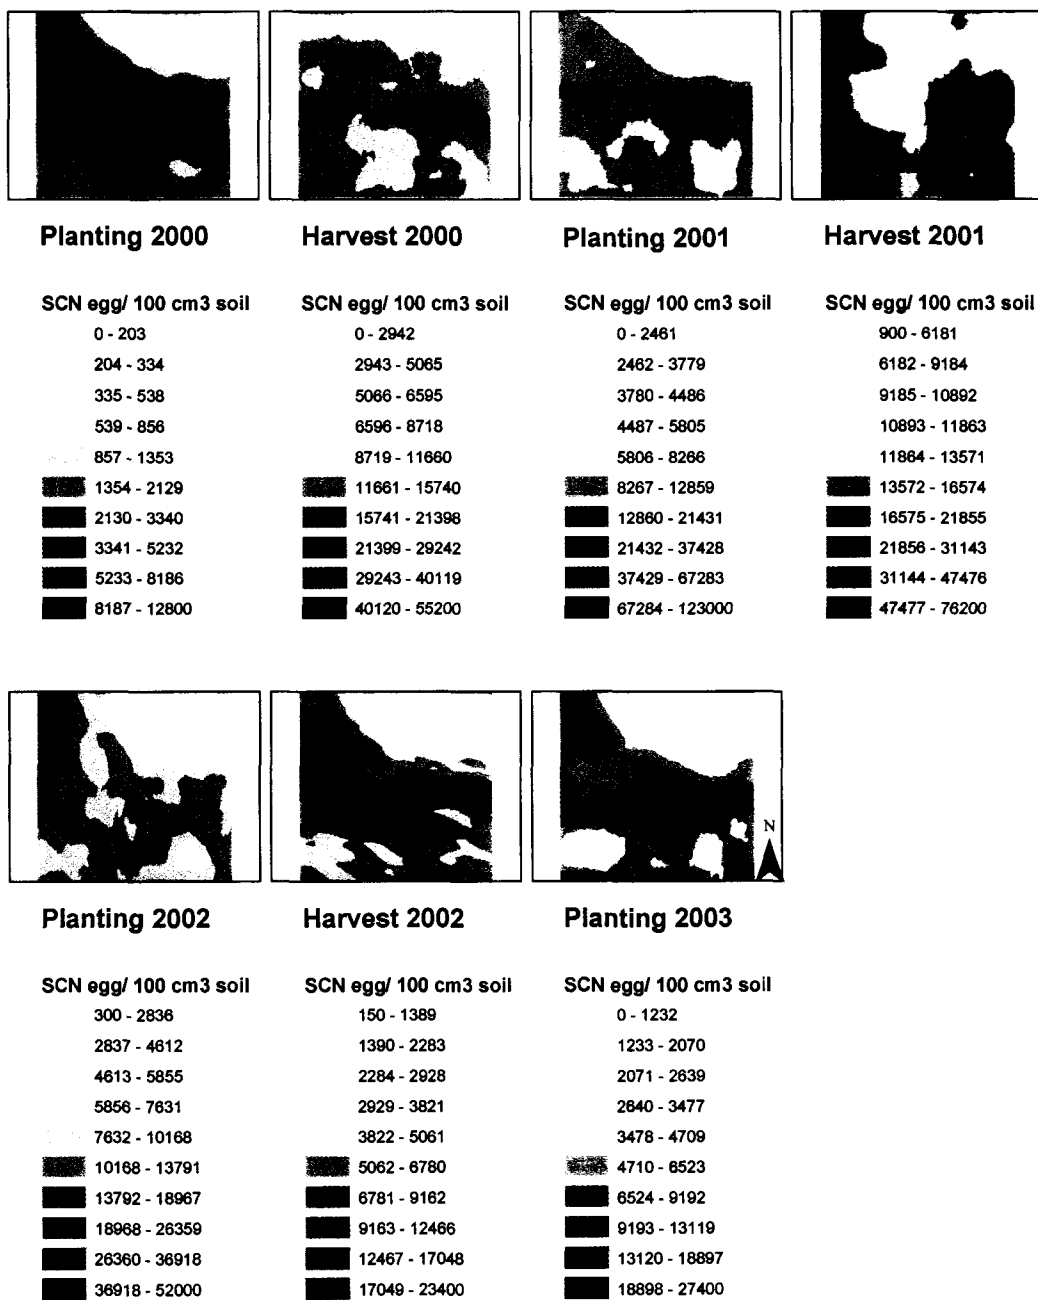 Planting 2000
Harvest 2000
Planting 2001
Harvest 2001
SCN egg/ 100 cm3 soil
0 - 203
204 - 334
335 - 538
539 - 856
857 - 1353
1354 - 2129
2130 - 3340
3341 - 5232
5233 - 8186
8187 - 12800
SCN egg/ 100 cm3 soil
0 - 2942
2943 - 5065
5066 - 6595
6596 - 8718
8719 - 11660
11661 - 15740
15741 - 21398
21399 - 29242
29243 - 40119
40120 - 55200
SCN egg/ 100 cm3 soil
0 - 2461
2462 - 3779
3780 - 4486
4487 - 5805
5806 - 8266
8267 - 12859
12860 - 21431
21432 - 37428
37429 - 67283
67284 - 123000
SCN egg/ 100 cm3 soil
900 - 6181
6182 - 9184
9185 - 10892
10893 - 11863
11864 - 13571
13572 - 16574
16575 - 21855
21856 - 31143
31144 - 47476
47477 - 76200
N
Planting 2002
Harvest 2002
Planting 2003
SCN egg/ 100 cm3 soil
300 - 2836
2837 - 4612
4613 - 5855
5856 - 7631
7632 - 10168
10168 - 13791
13792 - 18967
18968 - 26359
26360 - 36918
36918 - 52000
SCN egg/ 100 cm3 soil
150 - 1389
1390 - 2283
2284 - 2928
2929 - 3821
3822 - 5061
5062 - 6780
6781 - 9162
9163 - 12466
12467 - 17048
17049 - 23400
SCN egg/ 100 cm3 soil
0 - 1232
1233 - 2070
2071 - 2639
2640 - 3477
3478 - 4709
4710 - 6523
6524 - 9192
9193 - 13119
13120 - 18897
18898 - 27400